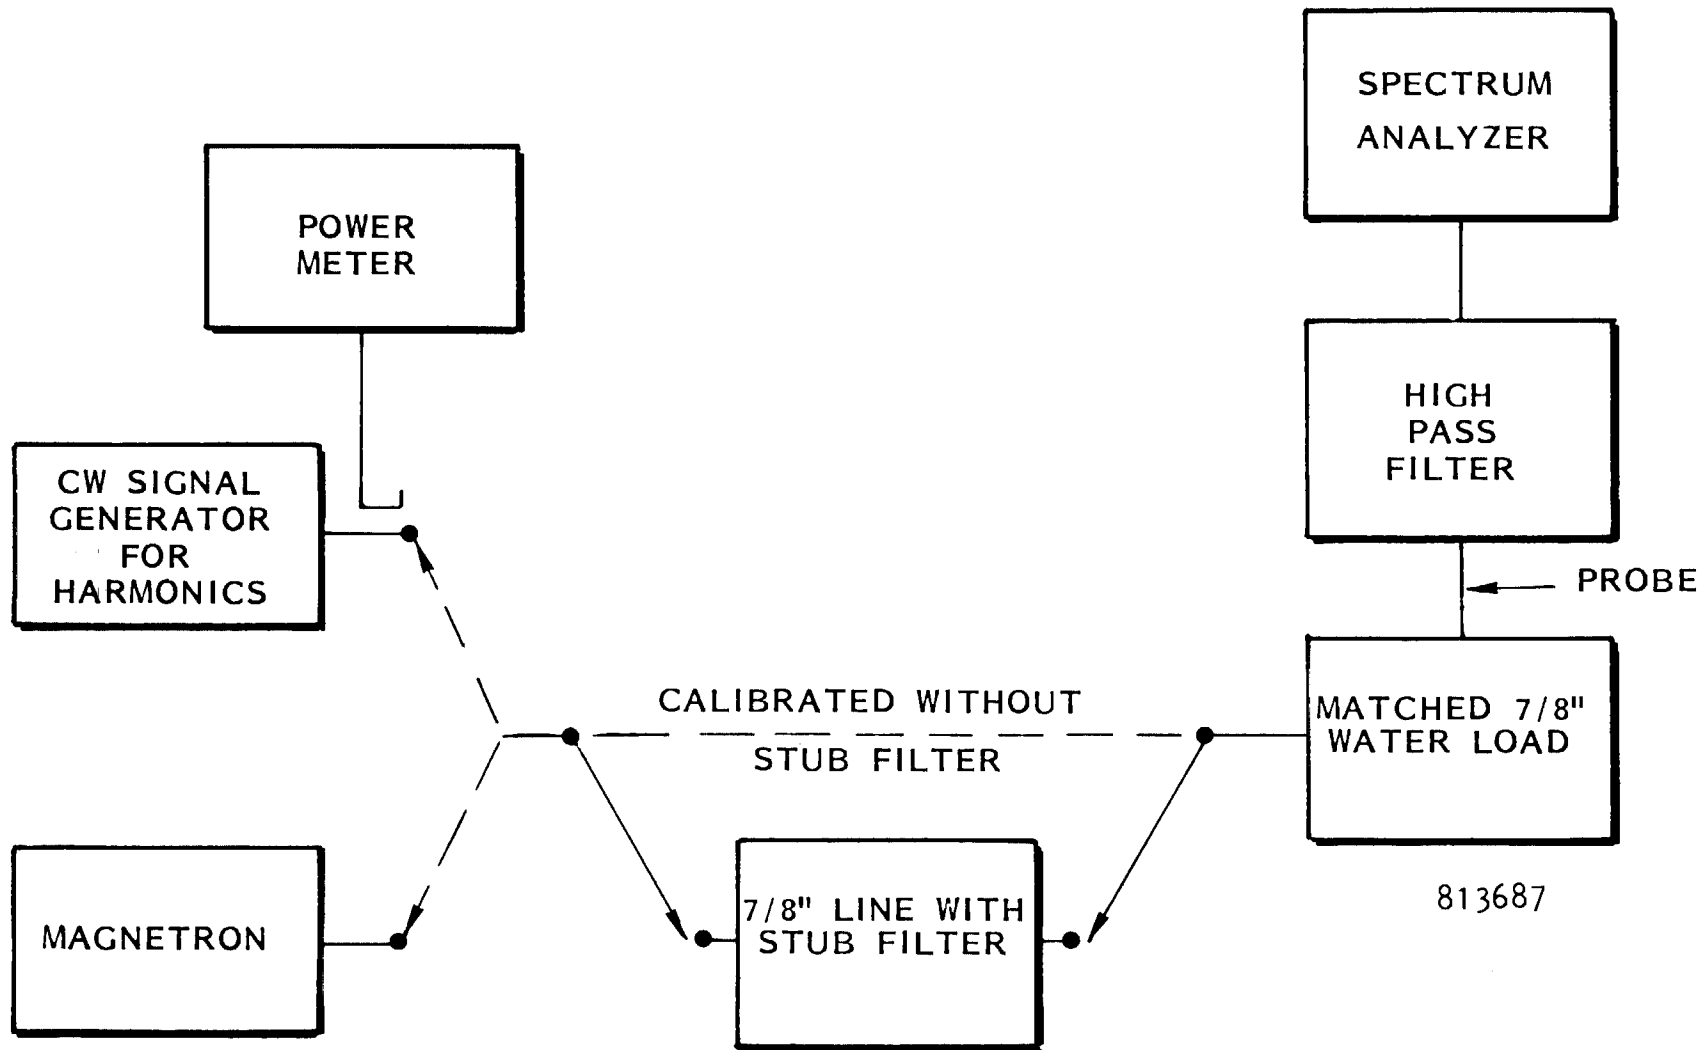 SPECTRUM
ANALYZER
POWER
METER
HIGH
PASS
FILTER
CW SIGNAL
GENERATOR
FOR
HARMONICS
PROBE
CALIBRATED WITHOUT
STUB FILTER
MATCHED 7/8"
WATER LOAD
MAGNETRON
7/8" LINE WITH
STUB FILTER
813687